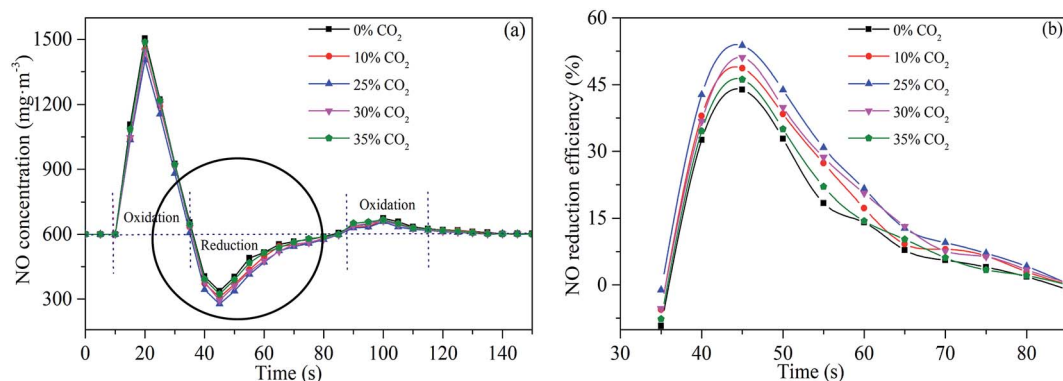 (a)
0% CO2
10% CO2
25% CO2
30% CO2
35% CO2
Oxidation
Reduction
Oxidation
NO concentration (mg·m-3)
1500
1200
900
600
300
0 20 40 60 80 100 120 140
Time (s)
(b)
0% CO2
10% CO2
25% CO2
30% CO2
35% CO2
NO reduction efficiency (%)
60
45
30
15
0
30 40 50 60 70 80
Time (s)